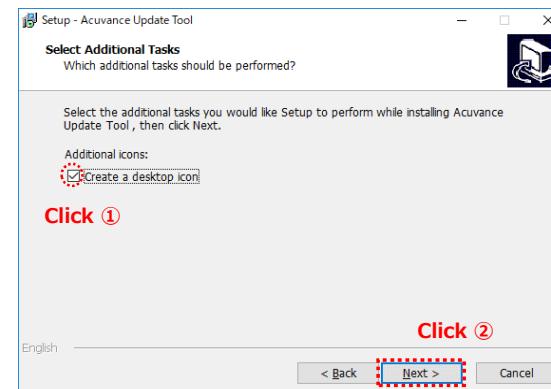 Setup - Acuvance Update Tool
Select Additional Tasks
Which additional tasks should be performed?
Select the additional tasks you would like Setup to perform while installing Acuvance
Update Tool , then click Next.
Additional icons:
Create a desktop icon
Click ①
Click ②
English
< Back
Next >
Cancel